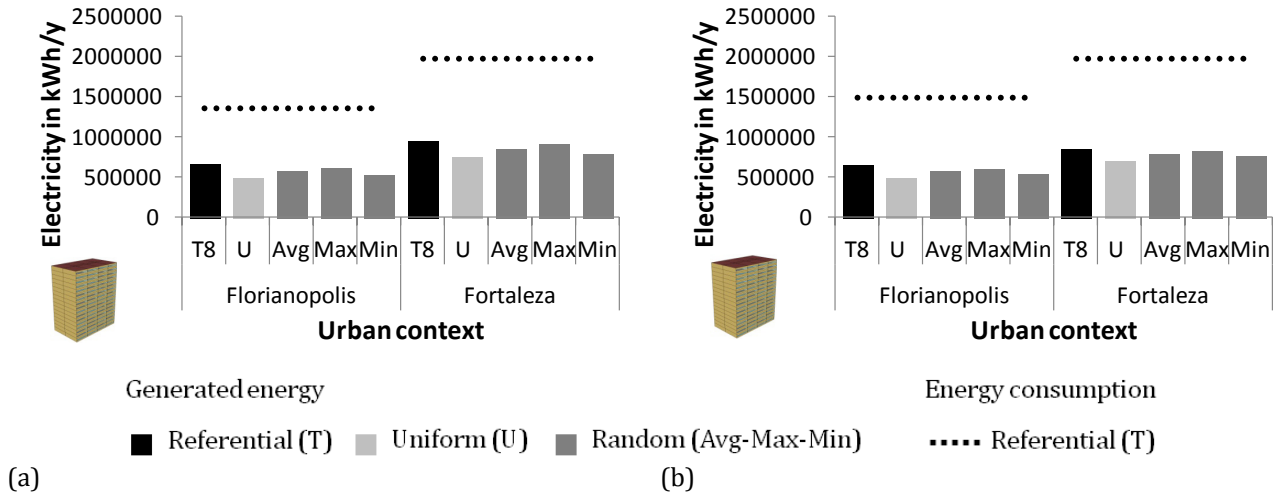 Electricity in kWh/y
2500000
2000000
1500000
1000000
500000
0
T8 U Avg Max Min T8 U Avg Max Min
Florianopolis Fortaleza
Urban context
Electricity in kWh/y
2500000
2000000
1500000
1000000
500000
0
T8 U Avg Max Min T8 U Avg Max Min
Florianopolis Fortaleza
Urban context
Generated energy Energy consumption
Referential (T) Uniform (U) Random (Avg-Max-Min) Referential (T)
(a) (b)